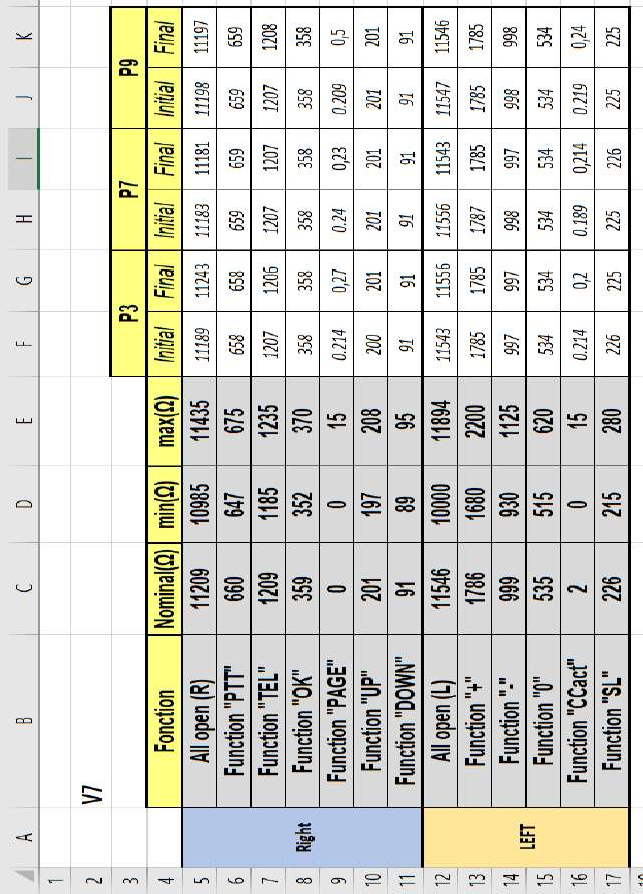 A B C D E F G H I J K
1
2 V7
3 P3 P7 P9
4 Fonction Nominal(Ω) min(Ω) max(Ω) Initial Final Initial Final Initial Final
5 Right All open (R) 11209 10985 11435 11189 11243 11183 11181 11198 11197
6 Function "PTT" 660 647 675 658 658 659 659 659 659
7 Function "TEL" 1209 1185 1235 1207 1206 1207 1207 1207 1208
8 Function "OK" 359 352 370 358 358 358 358 358 358
9 Function "PAGE" 0 0 15 0.214 0,27 0.24 0,23 0.209 0,5
10 Function "UP" 201 197 208 200 201 201 201 201 201
11 Function "DOWN" 91 89 95 91 91 91 91 91 91
12 LEFT All open (L) 11546 10000 11894 11543 11556 11556 11543 11547 11546
13 Function "+" 1786 1680 2200 1785 1785 1787 1785 1785 1785
14 Function "-" 999 930 1125 997 997 998 997 998 998
15 Function "0" 535 515 620 534 534 534 534 534 534
16 Function "CCact" 2 0 15 0.214 0,2 0.189 0,214 0.219 0,24
17 Function "SL" 226 215 280 226 225 225 226 225 225